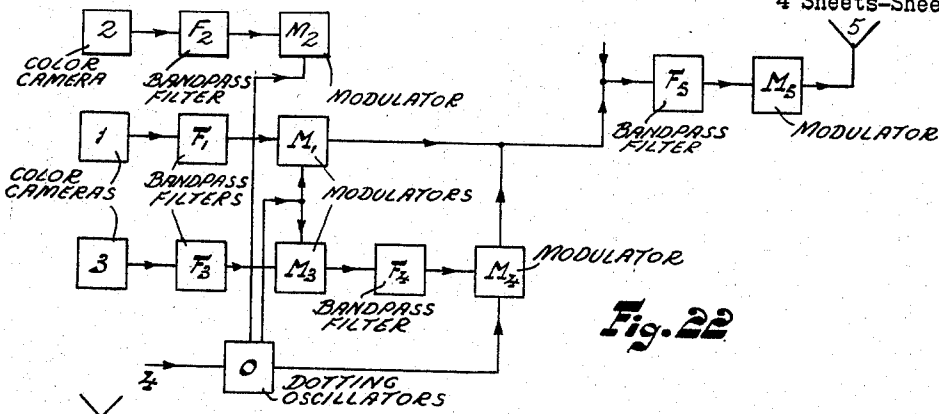 4 Sheets-Shee
5
2
F2
M2
COLOR
CAMERA
BANDPASS
FILTER
MODULATOR
F5
M5
BANDPASS
FILTER
MODULATOR
1
F1
M1
COLOR
CAMERAS
BANDPASS
FILTERS
MODULATORS
3
F3
M3
F4
M4
MODULATOR
BANDPASS
FILTER
Fig. 22
4
O
DOTTING
OSCILLATORS